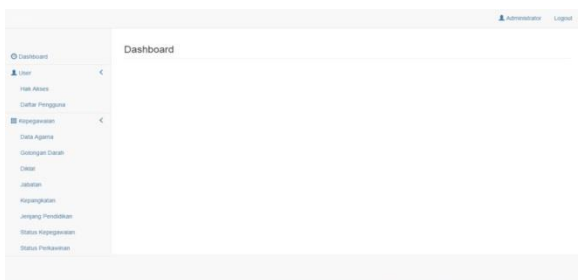 Administrator Logout
Dashboard
Dashboard
User
Hak Akses
Daftar Pengguna
Kepegawaian
Data Agama
Golongan Darah
Diklat
Jabatan
Kepangkatan
Jenjang Pendidikan
Status Kepegawaian
Status Perkawinan